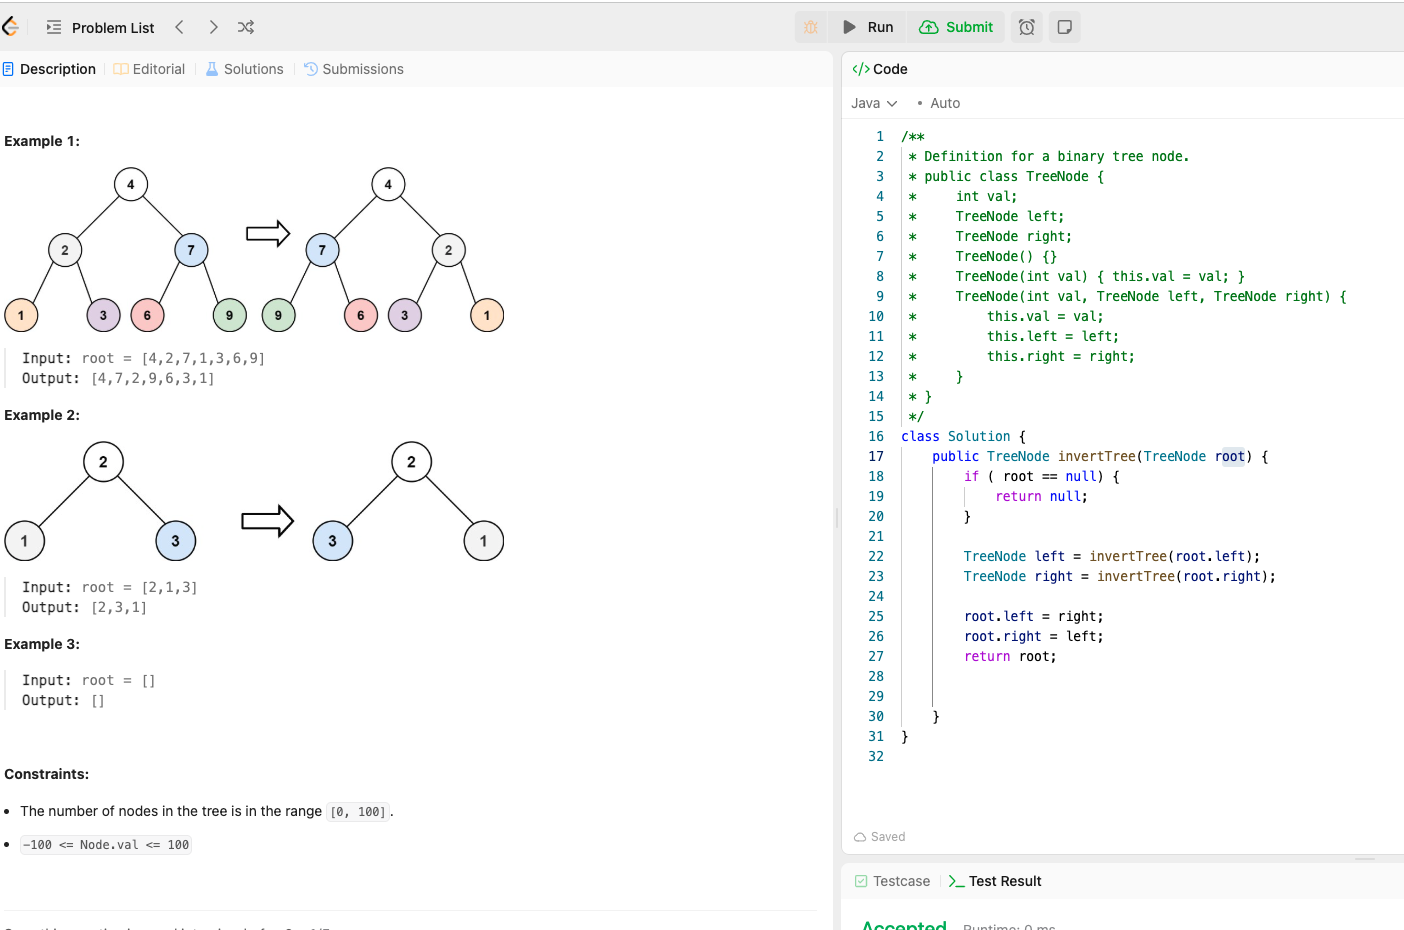 Problem List
Run
Submit
Description
Editorial
Solutions
Submissions
Example 1:
4
4
2
7
7
2
1
3
6
9
9
6
3
1
Input: root = [4,2,7,1,3,6,9]
Output: [4,7,2,9,6,3,1]
Example 2:
2
2
1
3
3
1
Input: root = [2,1,3]
Output: [2,3,1]
Example 3:
Input: root = []
Output: []
Constraints:
• The number of nodes in the tree is in the range [0, 100].
• -100 <= Node.val <= 100
</> Code
Java • Auto
1 /**
2 * Definition for a binary tree node.
3 * public class TreeNode {
4 * int val;
5 * TreeNode left;
6 * TreeNode right;
7 * TreeNode() {}
8 * TreeNode(int val) { this.val = val; }
9 * TreeNode(int val, TreeNode left, TreeNode right) {
10 * this.val = val;
11 * this.left = left;
12 * this.right = right;
13 * }
14 * }
15 */
16 class Solution {
17 public TreeNode invertTree(TreeNode root) {
18 if ( root == null) {
19 return null;
20 }
21
22 TreeNode left = invertTree(root.left);
23 TreeNode right = invertTree(root.right);
24
25 root.left = right;
26 root.right = left;
27 return root;
28
29
30 }
31 }
32
Saved
Testcase
Test Result
Accepted Runtime: 0 ms